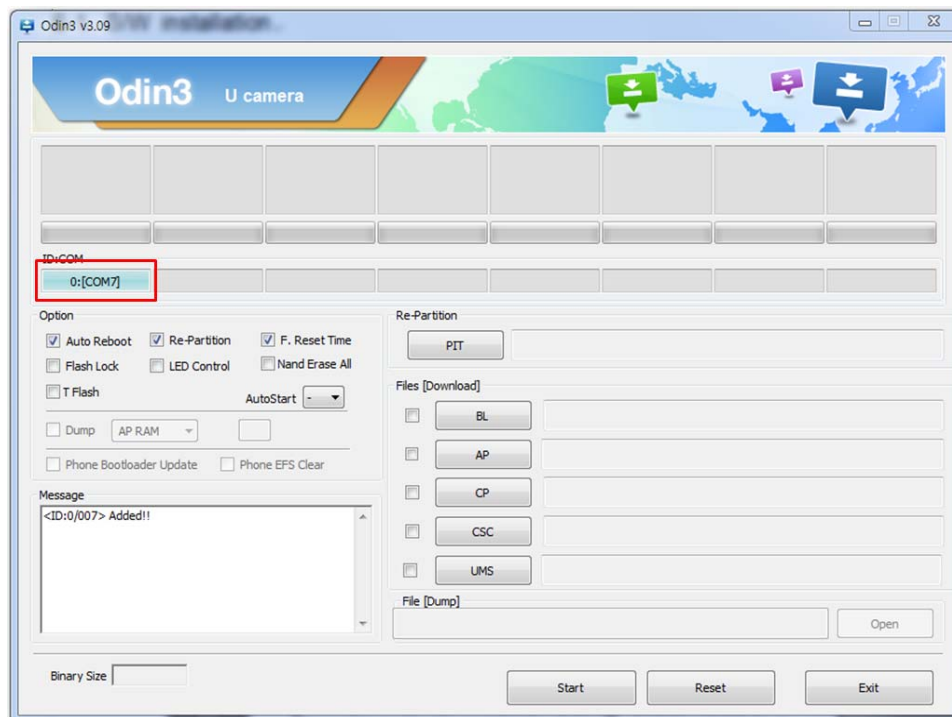 Odin3 v3.09
S/W installation.
Odin3 U camera
ID:COM
0:[COM7]
Option
Auto Reboot Re-Partition F. Reset Time
Flash Lock LED Control Nand Erase All
T Flash AutoStart -
Dump AP RAM
Phone Bootloader Update Phone EFS Clear
Message
<ID:0/007> Added!!
Re-Partition
PIT
Files [Download]
BL
AP
CP
CSC
UMS
File [Dump]
Open
Binary Size
Start Reset Exit